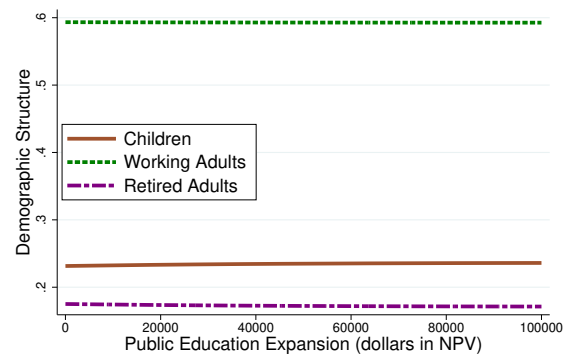 Demographic Structure
.6
.5
.4
.3
.2
Children
Working Adults
Retired Adults
0 20000 40000 60000 80000 100000
Public Education Expansion (dollars in NPV)